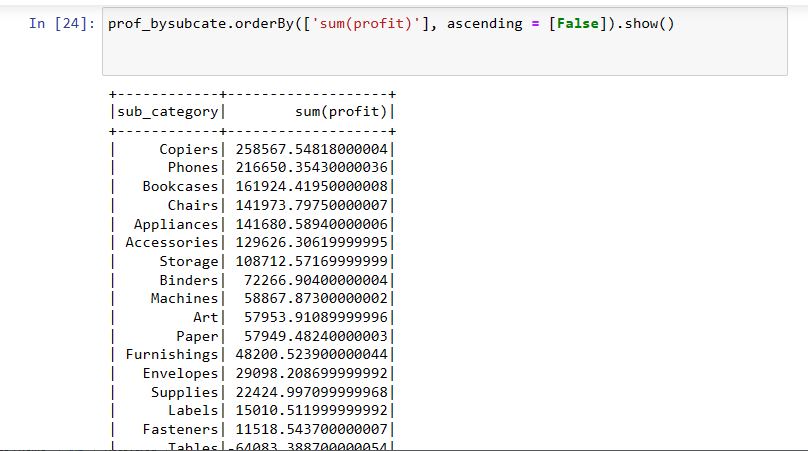 In [24]: prof_bysubcate.orderBy(['sum(profit)'], ascending = [False]).show()
+------------+-------------------+
|sub_category|        sum(profit)|
+------------+-------------------+
|     Copiers| 258567.54818000004|
|      Phones| 216650.35430000036|
|   Bookcases| 161924.41950000008|
|      Chairs| 141973.79750000007|
|  Appliances| 141680.58940000006|
| Accessories| 129626.30619999995|
|     Storage| 108712.57169999999|
|     Binders|  72266.90400000004|
|    Machines|  58867.87300000002|
|         Art|  57953.91089999996|
|       Paper|  57949.48240000003|
| Furnishings| 48200.523900000044|
|   Envelopes| 29098.208699999992|
|    Supplies| 22424.997099999968|
|      Labels| 15010.511999999992|
|   Fasteners| 11518.543700000007|
|      Tables|-64083.388700000054|